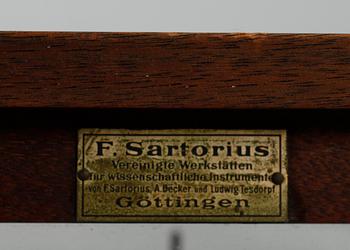 F. Sartorius
Vereinigte Werkstätten
für wissenschaftliche Instrumente
von F. Sartorius, A. Becker und Ludwig Tesdorpf
Göttingen